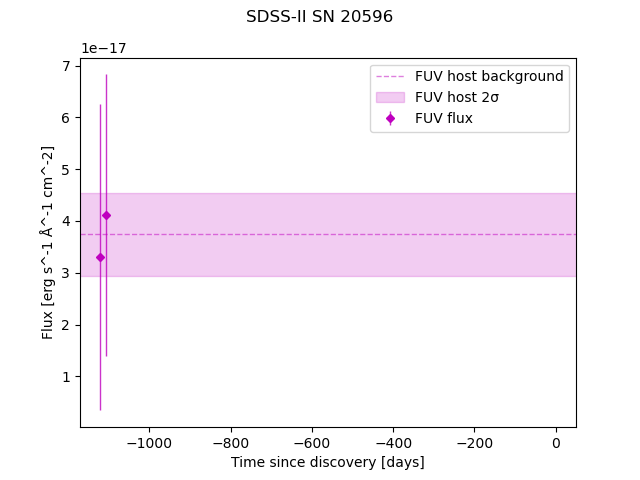 SDSS-II SN 20596
1e−17
FUV host background
FUV host 2σ
FUV flux
7
6
5
4
3
2
1
Flux [erg s^-1 Å^-1 cm^-2]
−1000
−800
−600
−400
−200
0
Time since discovery [days]